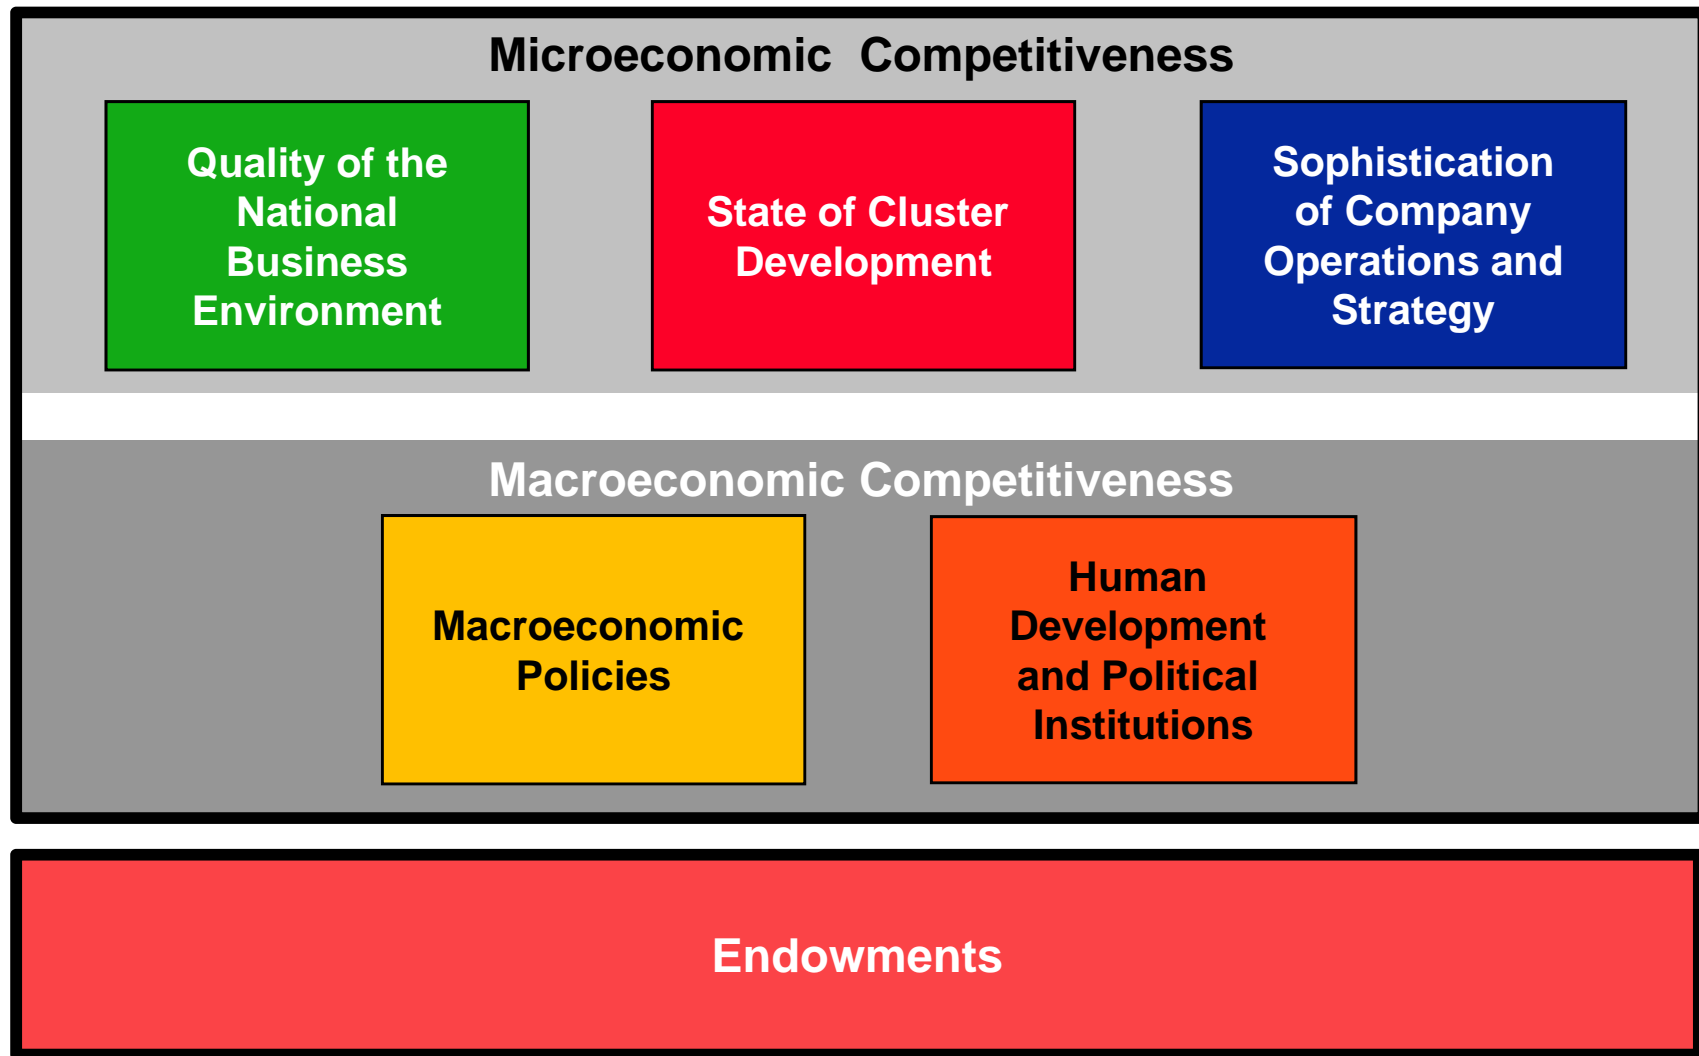 Microeconomic Competitiveness
Quality of the
National
Business
Environment
State of Cluster
Development
Sophistication
of Company
Operations and
Strategy
Macroeconomic Competitiveness
Macroeconomic
Policies
Human
Development
and Political
Institutions
Endowments